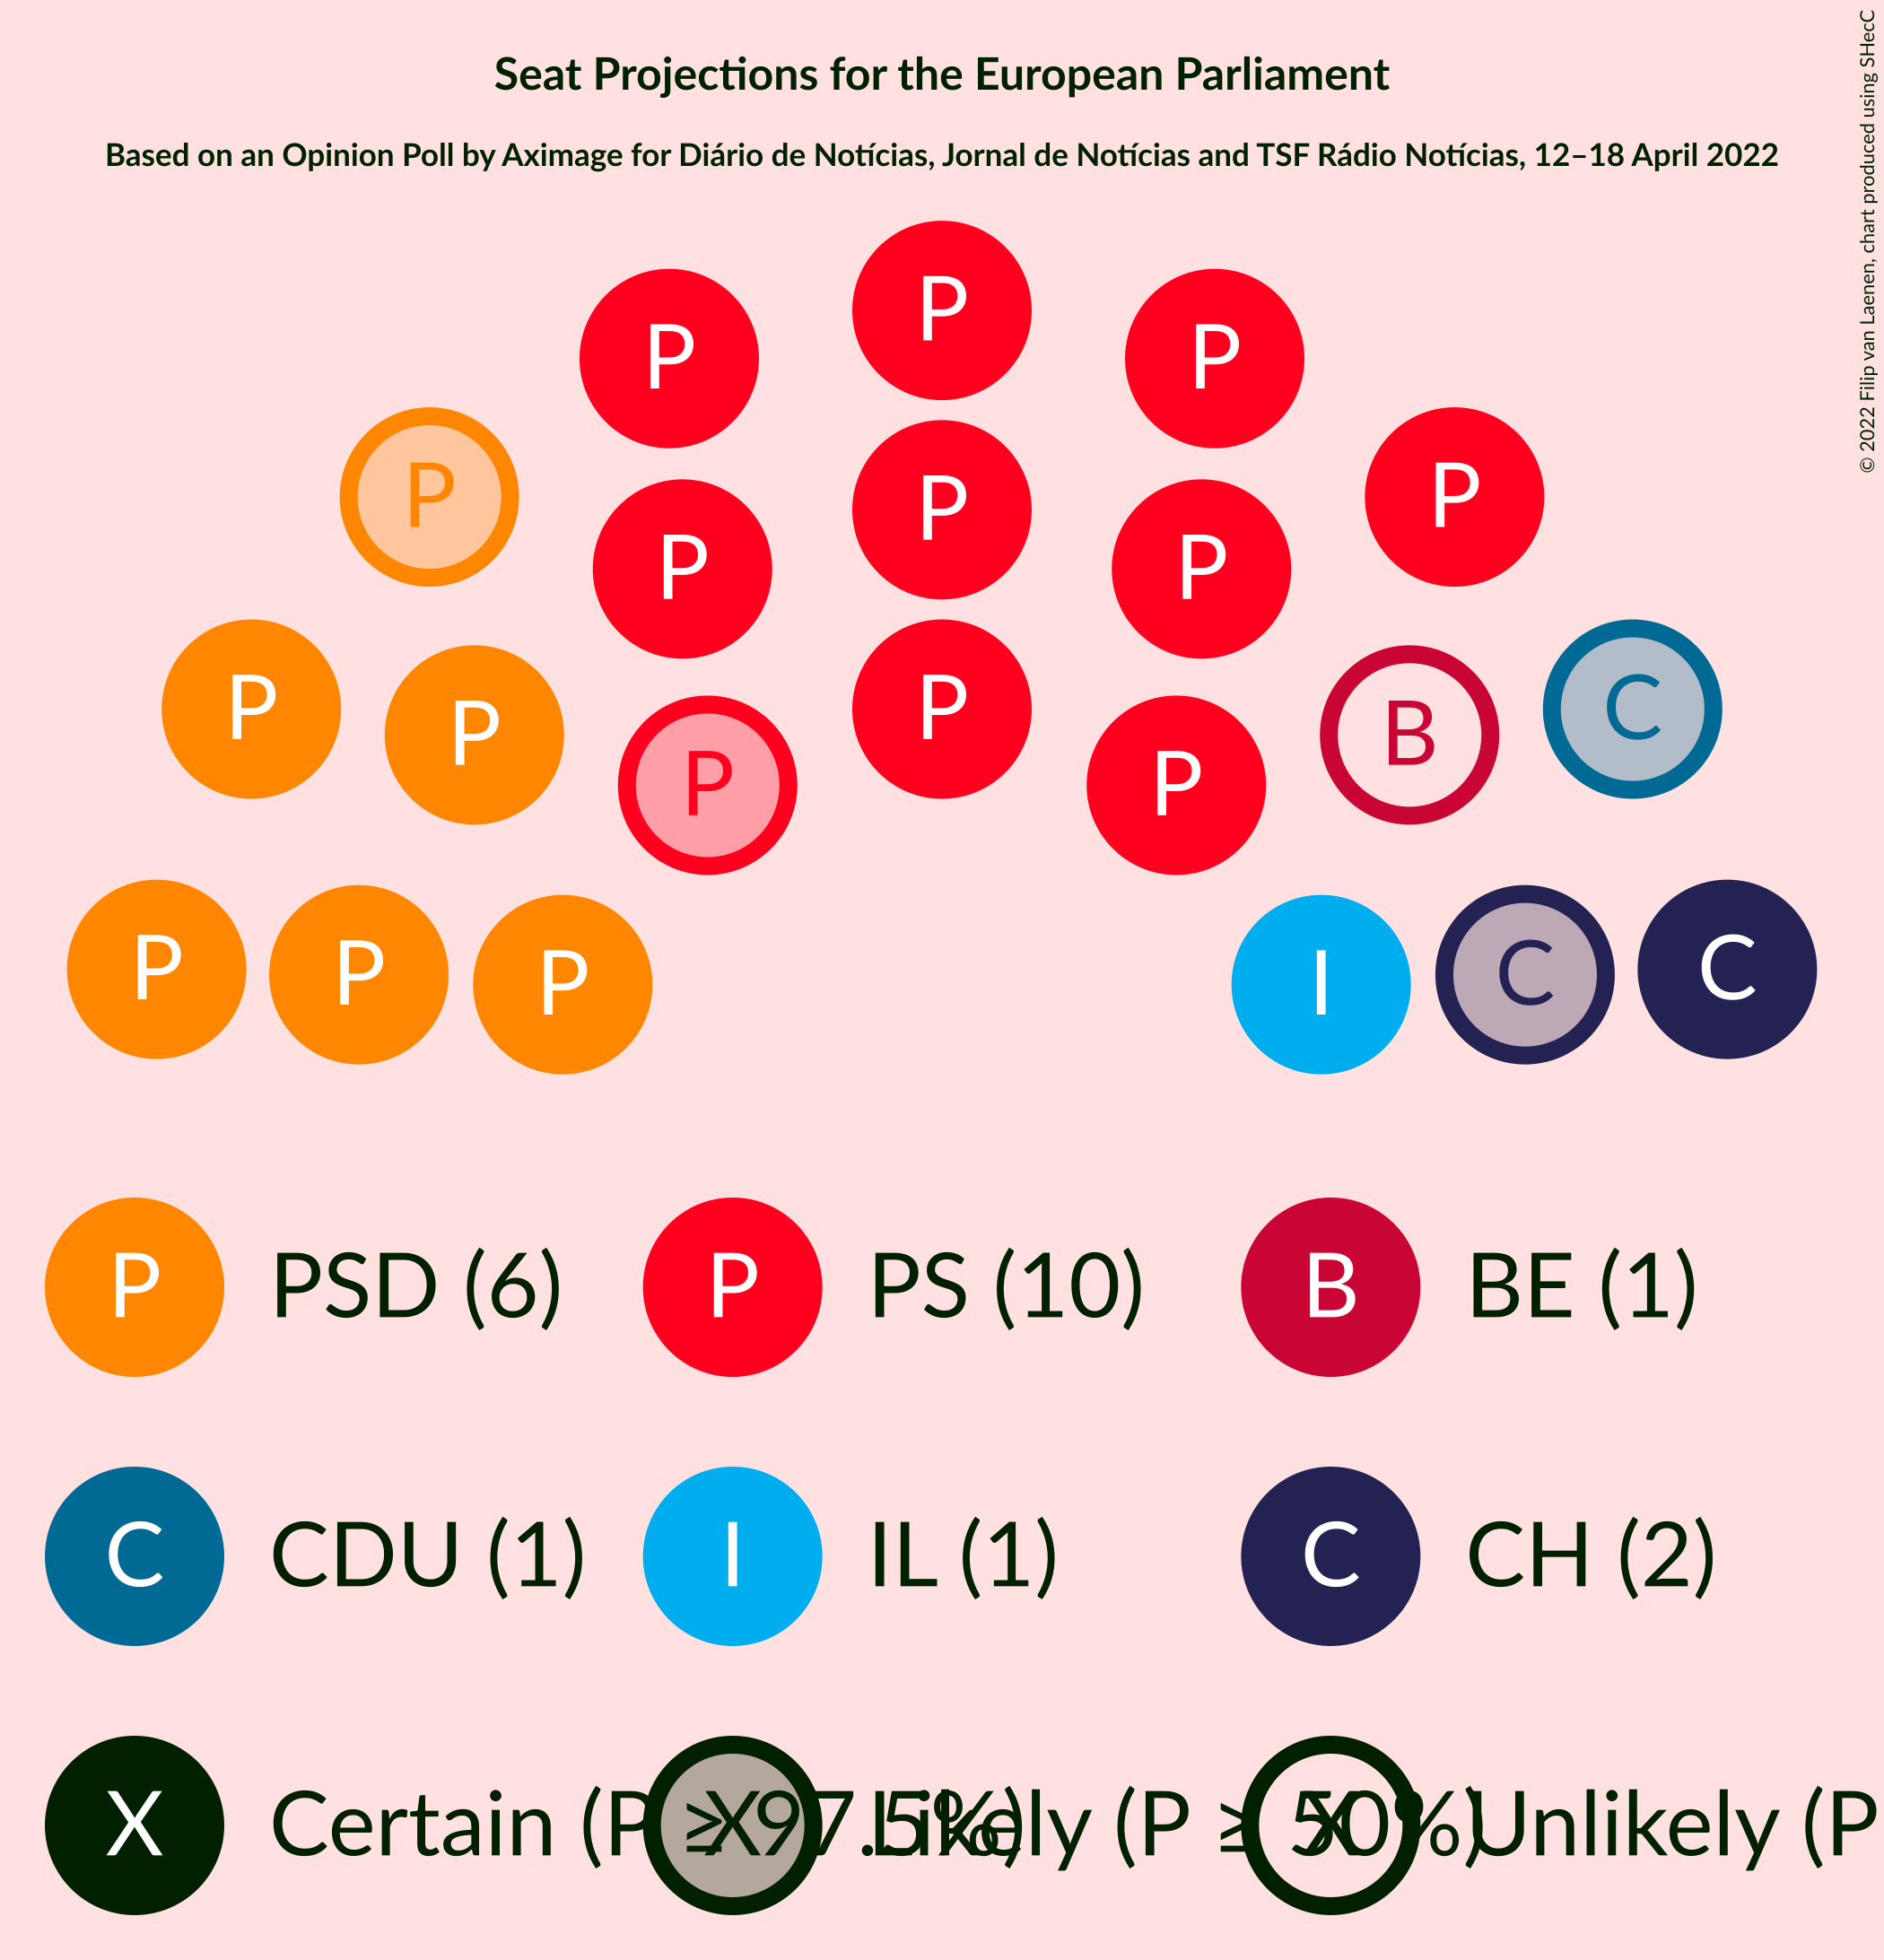 Seat Projections for the European Parliament
Based on an Opinion Poll by Aximage for Diário de Notícias, Jornal de Notícias and TSF Rádio Notícias, 12–18 April 2022
© 2022 Filip van Laenen, chart produced using SHecC
P
P P
P P
P
P P
P
P P
B C
P P
P
P P
P P P
I C C
P PSD (6) P PS (10) B BE (1)
C CDU (1) I IL (1) C CH (2)
X Certain (P ≥ 97.5%) X Likely (P ≥ 50%) X Unlikely (P